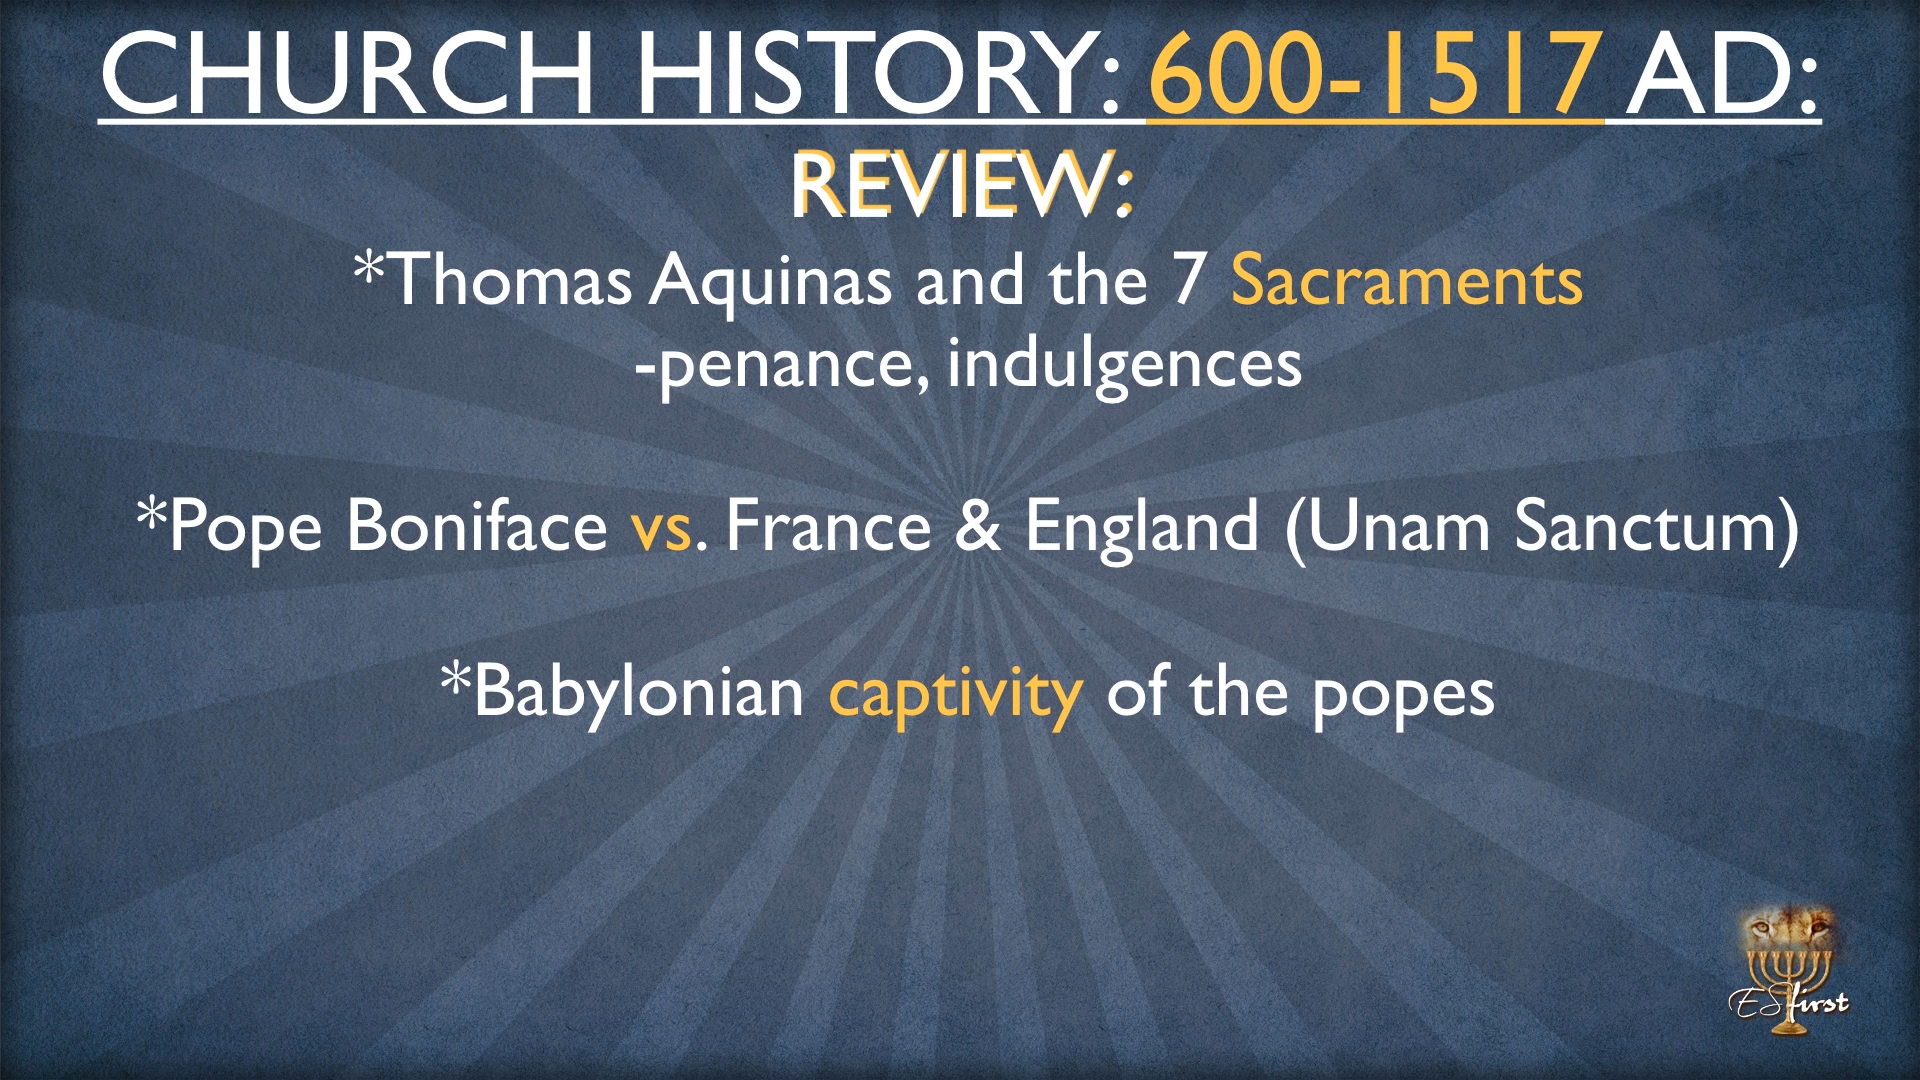 CHURCH HISTORY: 600-1517 AD:
REVIEW:
*Thomas Aquinas and the 7 Sacraments
-penance, indulgences
*Pope Boniface vs. France & England (Unam Sanctum)
*Babylonian captivity of the popes
ESfirst